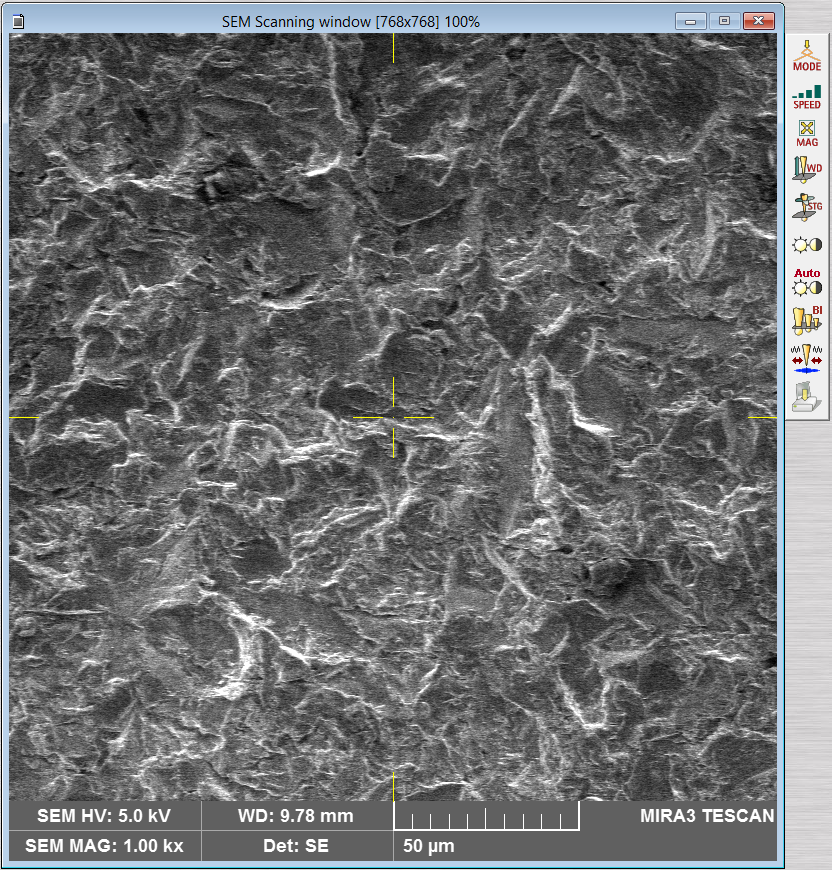 SEM Scanning window [768x768] 100%
MODE
SPEED
MAG
WD
STG
Auto
BI
SEM HV: 5.0 kV
WD: 9.78 mm
MIRA3 TESCAN
SEM MAG: 1.00 kx
Det: SE
50 µm